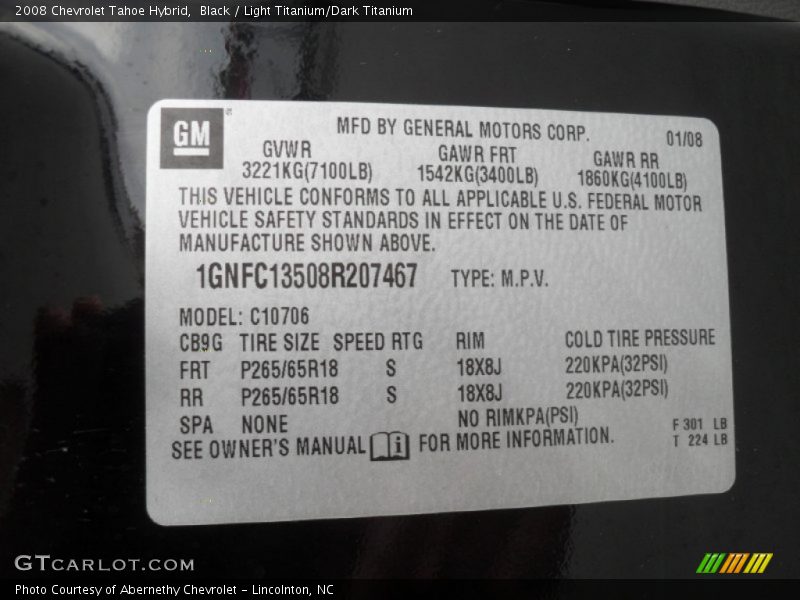 2008 Chevrolet Tahoe Hybrid, Black / Light Titanium/Dark Titanium
GM
®
MFD BY GENERAL MOTORS CORP. 01/08
GVWR GAWR FRT GAWR RR
3221KG(7100LB) 1542KG(3400LB) 1860KG(4100LB)
THIS VEHICLE CONFORMS TO ALL APPLICABLE U.S. FEDERAL MOTOR
VEHICLE SAFETY STANDARDS IN EFFECT ON THE DATE OF
MANUFACTURE SHOWN ABOVE.
1GNFC13508R207467 TYPE: M.P.V.
MODEL: C10706
CB9G TIRE SIZE SPEED RTG RIM COLD TIRE PRESSURE
FRT P265/65R18 S 18X8J 220KPA(32PSI)
RR P265/65R18 S 18X8J 220KPA(32PSI)
SPA NONE NO RIMKPA(PSI)
SEE OWNER'S MANUAL i FOR MORE INFORMATION.
F 301 LB
T 224 LB
GTCARLOT.COM
Photo Courtesy of Abernethy Chevrolet - Lincolnton, NC